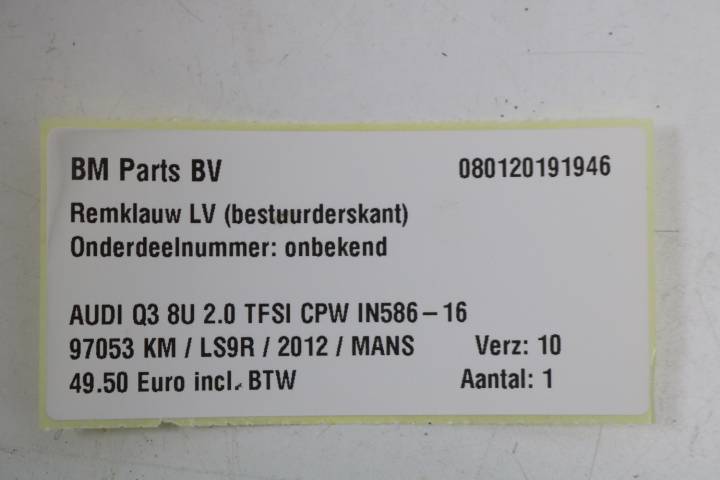 BM Parts BV 080120191946
Remklauw LV (bestuurderskant)
Onderdeelnummer: onbekend
AUDI Q3 8U 2.0 TFSI CPW IN586-16
97053 KM / LS9R / 2012 / MANS Verz: 10
49.50 Euro incl. BTW Aantal: 1